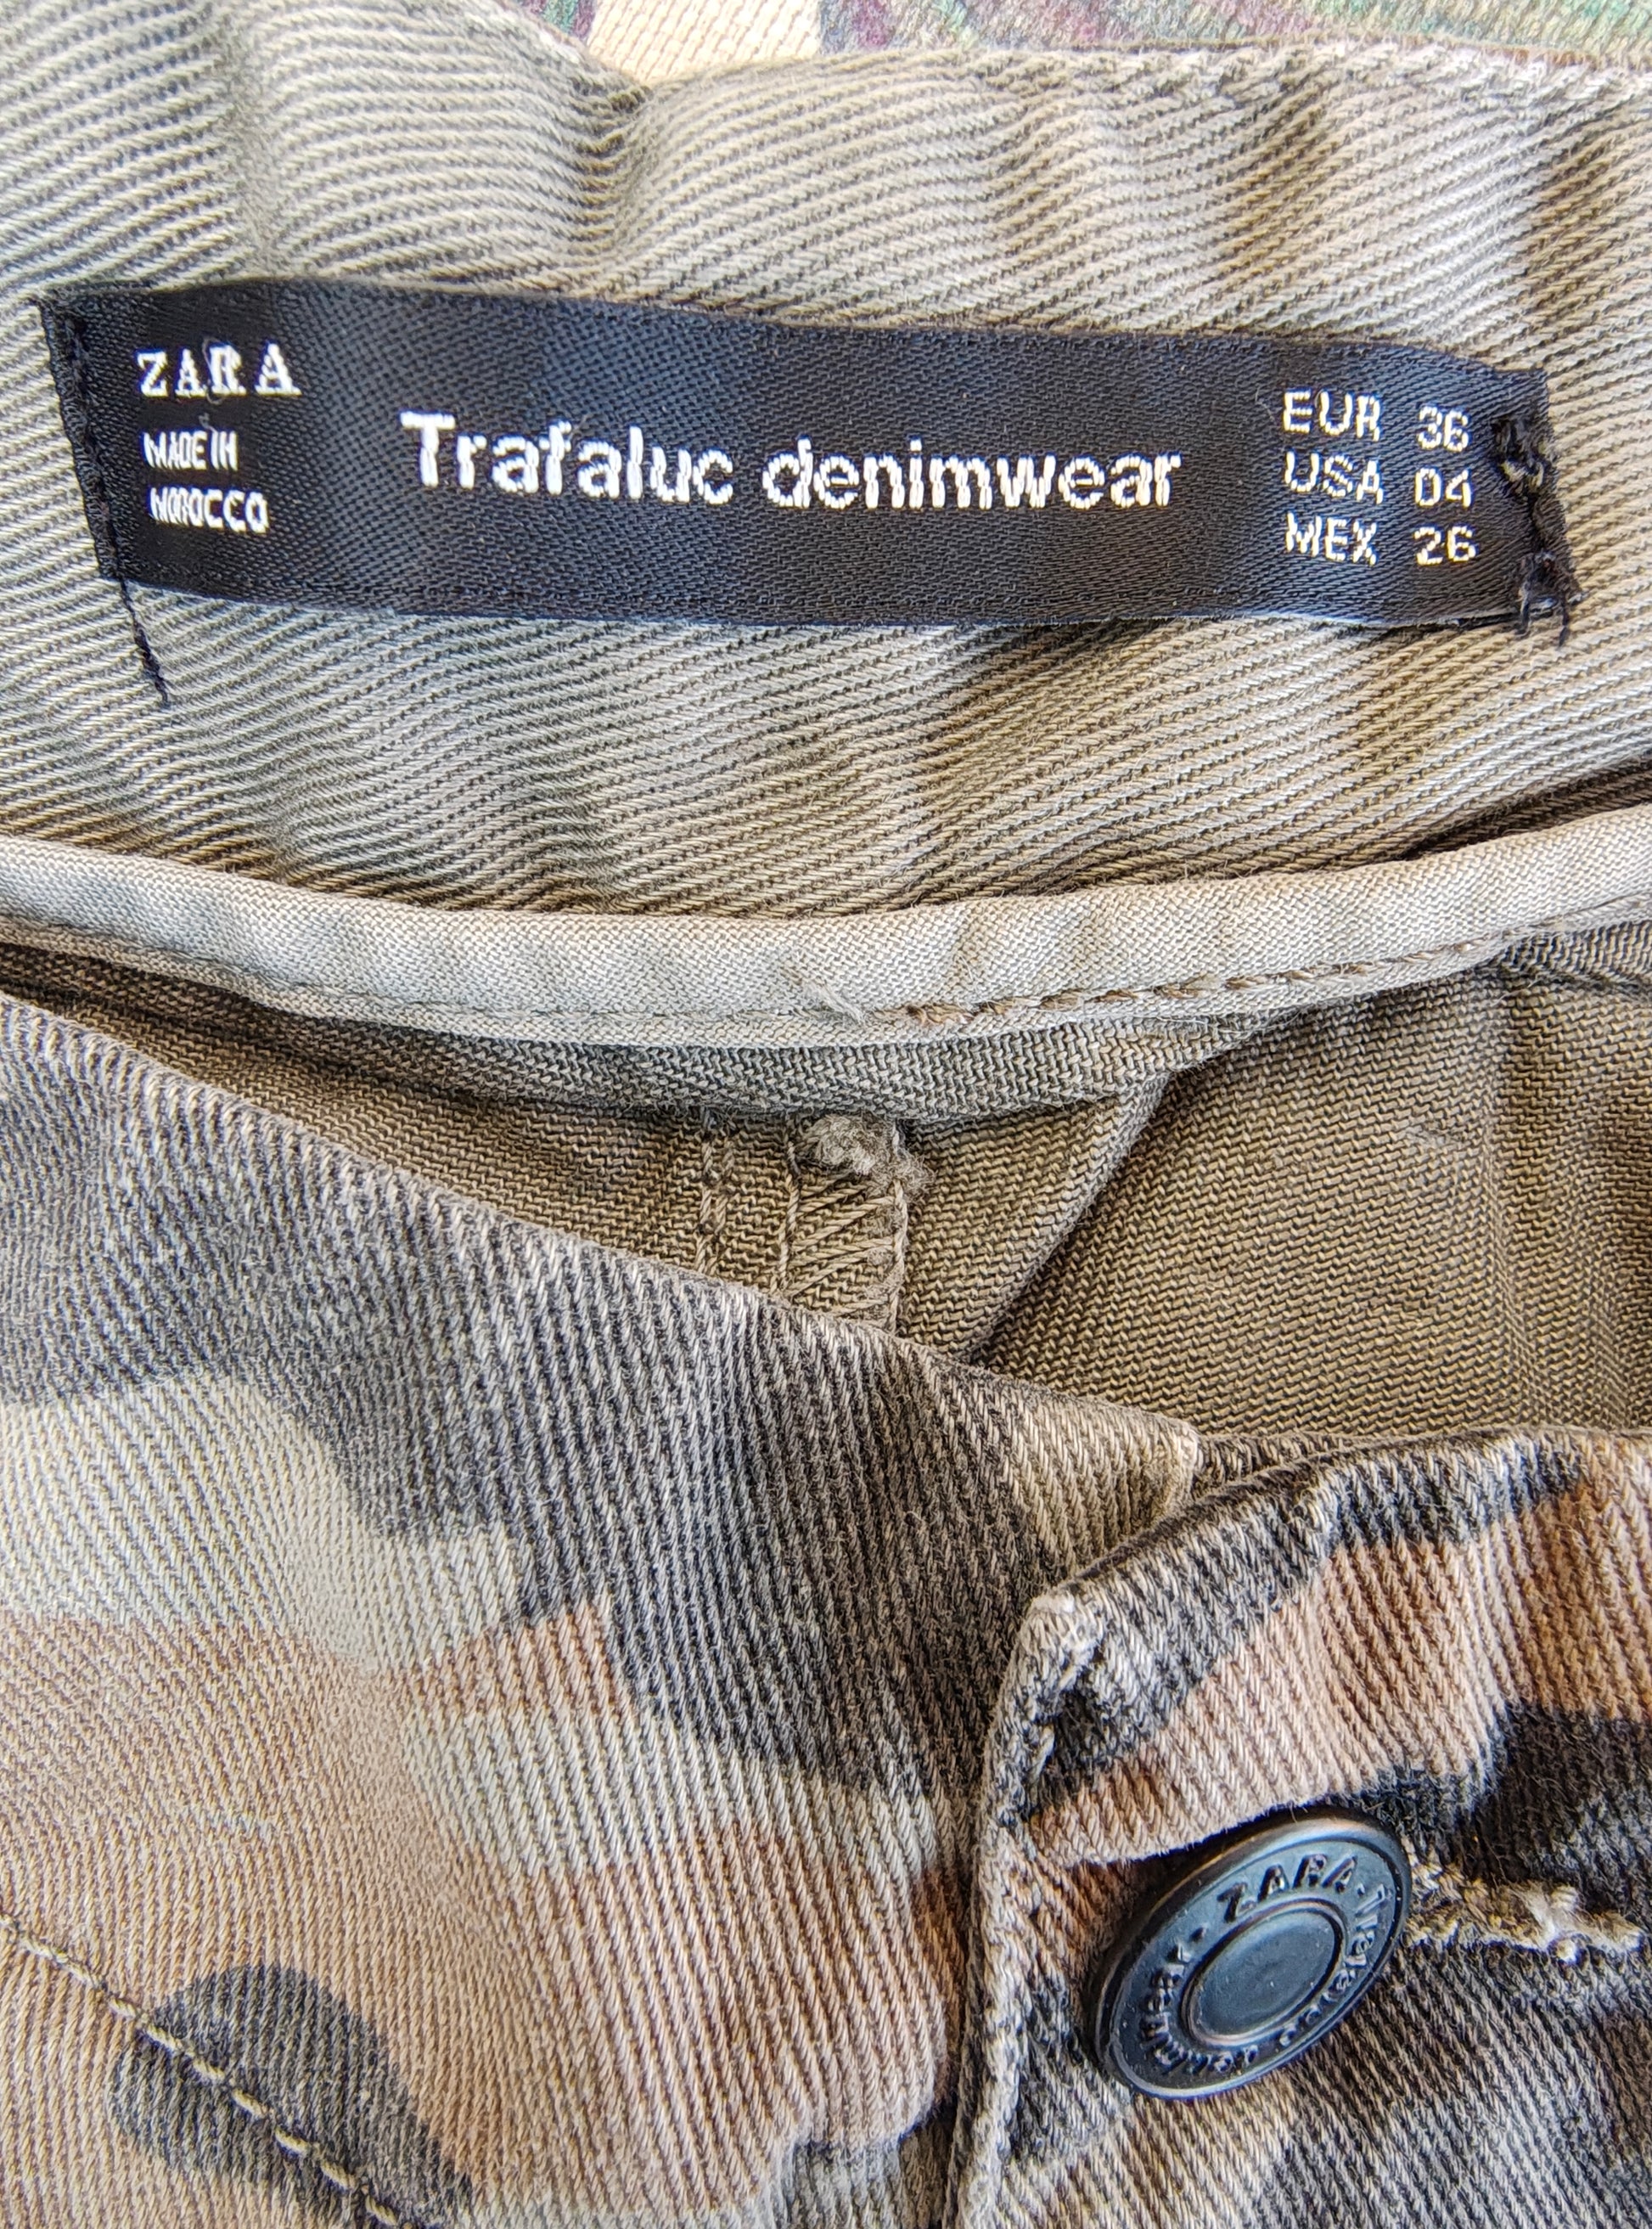 ZARA
MADE IN
MOROCCO
Trafaluc denimwear
EUR 36
USA 04
MEX 26
ZARA